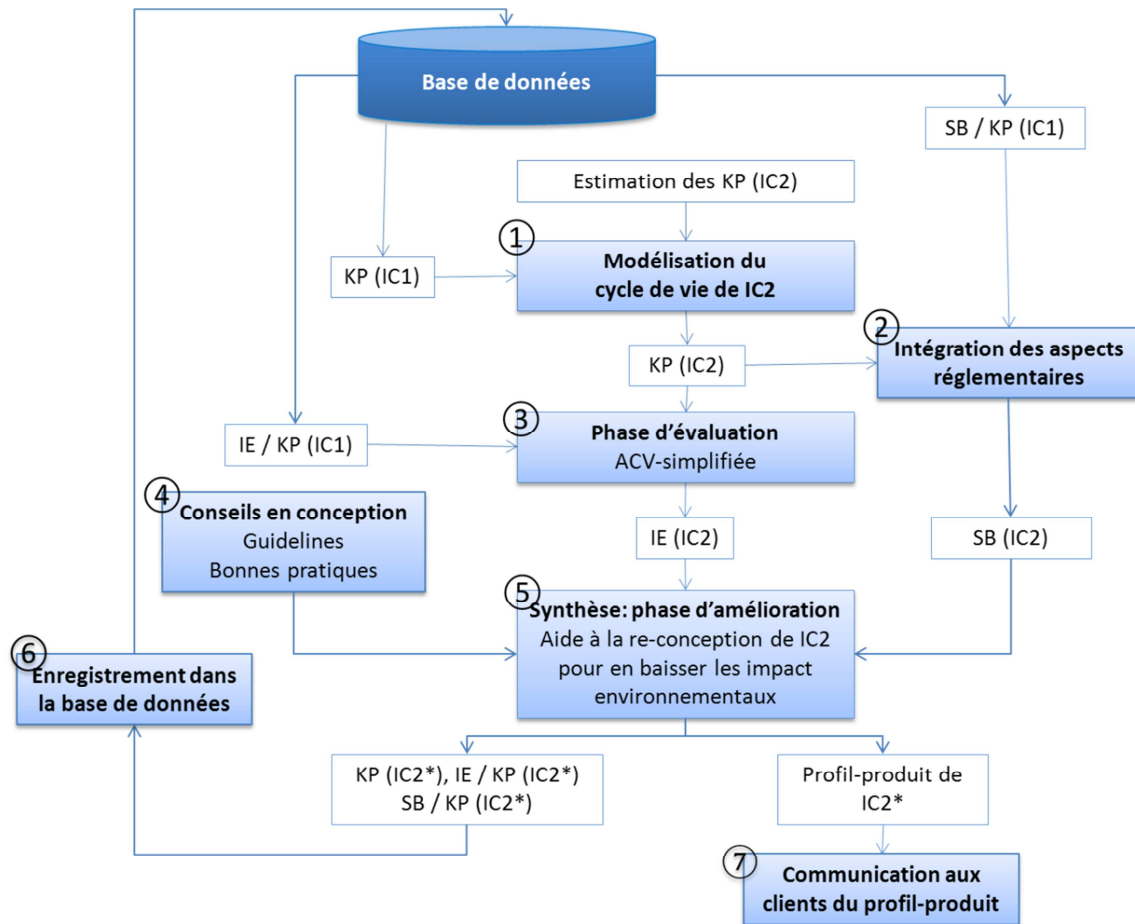 Base de données
SB / KP (IC1)
Estimation des KP (IC2)
1
Modélisation du
cycle de vie de IC2
KP (IC1)
2
Intégration des aspects
réglementaires
KP (IC2)
3
Phase d’évaluation
ACV-simplifiée
IE / KP (IC1)
4
Conseils en conception
Guidelines
Bonnes pratiques
IE (IC2)
SB (IC2)
5
Synthèse: phase d’amélioration
Aide à la re-conception de IC2
pour en baisser les impact
environnementaux
6
Enregistrement dans
la base de données
KP (IC2*), IE / KP (IC2*)
SB / KP (IC2*)
Profil-produit de
IC2*
7
Communication aux
clients du profil-produit